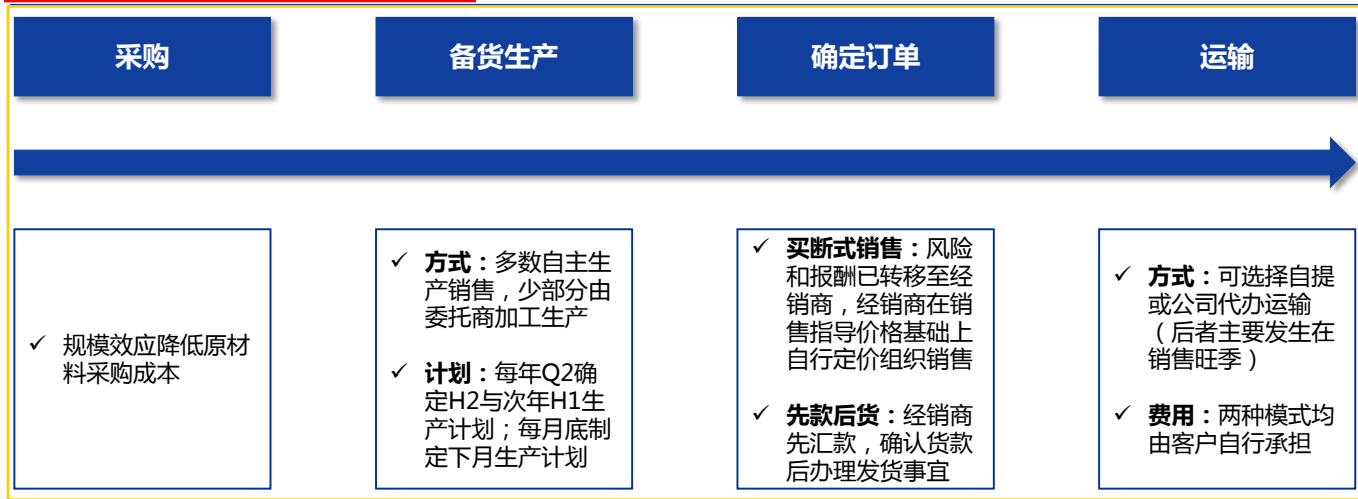 采购
备货生产
确定订单
运输
✓ 规模效应降低原材
料采购成本
✓ 方式：多数自主生
产销售，少部分由
委托商加工生产
✓ 计划：每年Q2确
定H2与次年H1生
产计划；每月底制
定下月生产计划
✓ 买断式销售：风险
和报酬已转移至经
销商，经销商在销
售指导价格基础上
自行定价组织销售
✓ 先款后货：经销商
先汇款，确认货款
后办理发货事宜
✓ 方式：可选择自提
或公司代办运输
（后者主要发生在
销售旺季）
✓ 费用：两种模式均
由客户自行承担